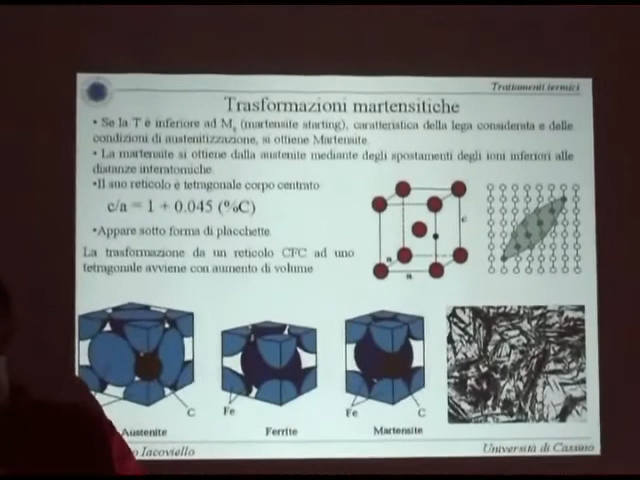 Trattamenti termici
Trasformazioni martensitiche
• Se la T è inferiore ad Ms (martensite starting), caratteristica della lega considerata e delle
condizioni di austenitizzazione, si ottiene Martensite.
• La martensite si ottiene dalla austenite mediante degli spostamenti degli ioni inferiori alle
distanze interatomiche.
•Il suo reticolo è tetragonale corpo centrato
c/a = 1 + 0.045 (%C)
•Appare sotto forma di placchette.
La trasformazione da un reticolo CFC ad uno
tetragonale avviene con aumento di volume
c
a
a
C
Fe
Fe
C
Austenite
Ferrite
Martensite
o Iacoviello
Università di Cassino